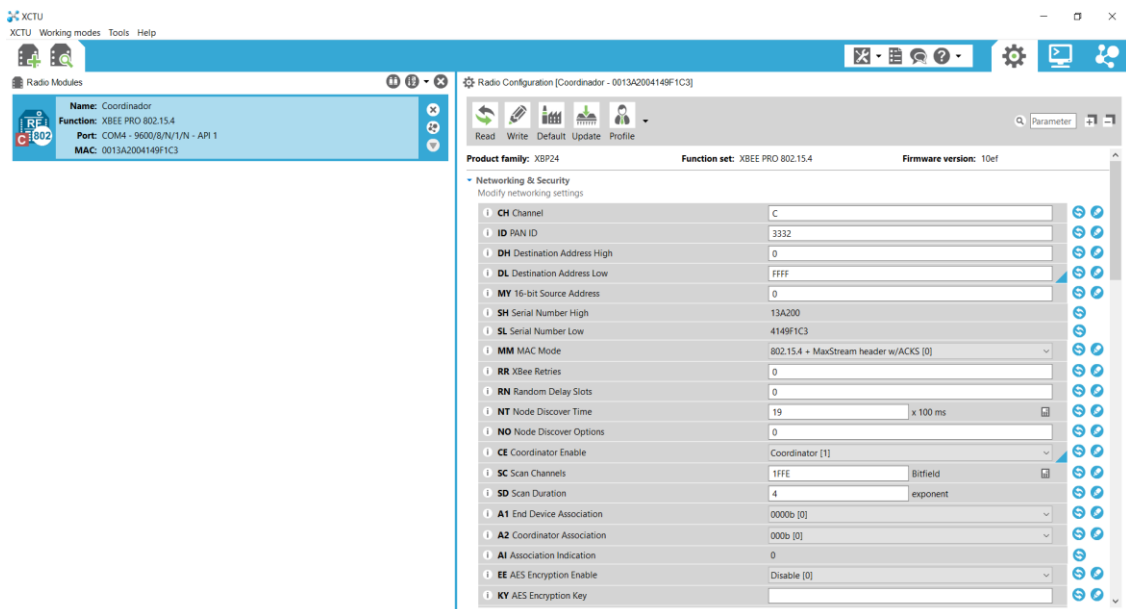 XCTU
XCTU Working modes Tools Help
Radio Modules
Name: Coordinador
Function: XBEE PRO 802.15.4
Port: COM4 - 9600/8/N/1/N - API 1
MAC: 0013A2004149F1C3
RF
C 802
Radio Configuration [Coordinador - 0013A2004149F1C3]
Read Write Default Update Profile
Parameter
Product family: XBP24 Function set: XBEE PRO 802.15.4 Firmware version: 10ef
Networking & Security
Modify networking settings
CH Channel C
ID PAN ID 3332
DH Destination Address High 0
DL Destination Address Low FFFF
MY 16-bit Source Address 0
SH Serial Number High 13A200
SL Serial Number Low 4149F1C3
MM MAC Mode 802.15.4 + MaxStream header w/ACKS [0]
RR XBee Retries 0
RN Random Delay Slots 0
NT Node Discover Time 19 x 100 ms
NO Node Discover Options 0
CE Coordinator Enable Coordinator [1]
SC Scan Channels 1FFE Bitfield
SD Scan Duration 4 exponent
A1 End Device Association 0000b [0]
A2 Coordinator Association 000b [0]
AI Association Indication 0
EE AES Encryption Enable Disable [0]
KY AES Encryption Key